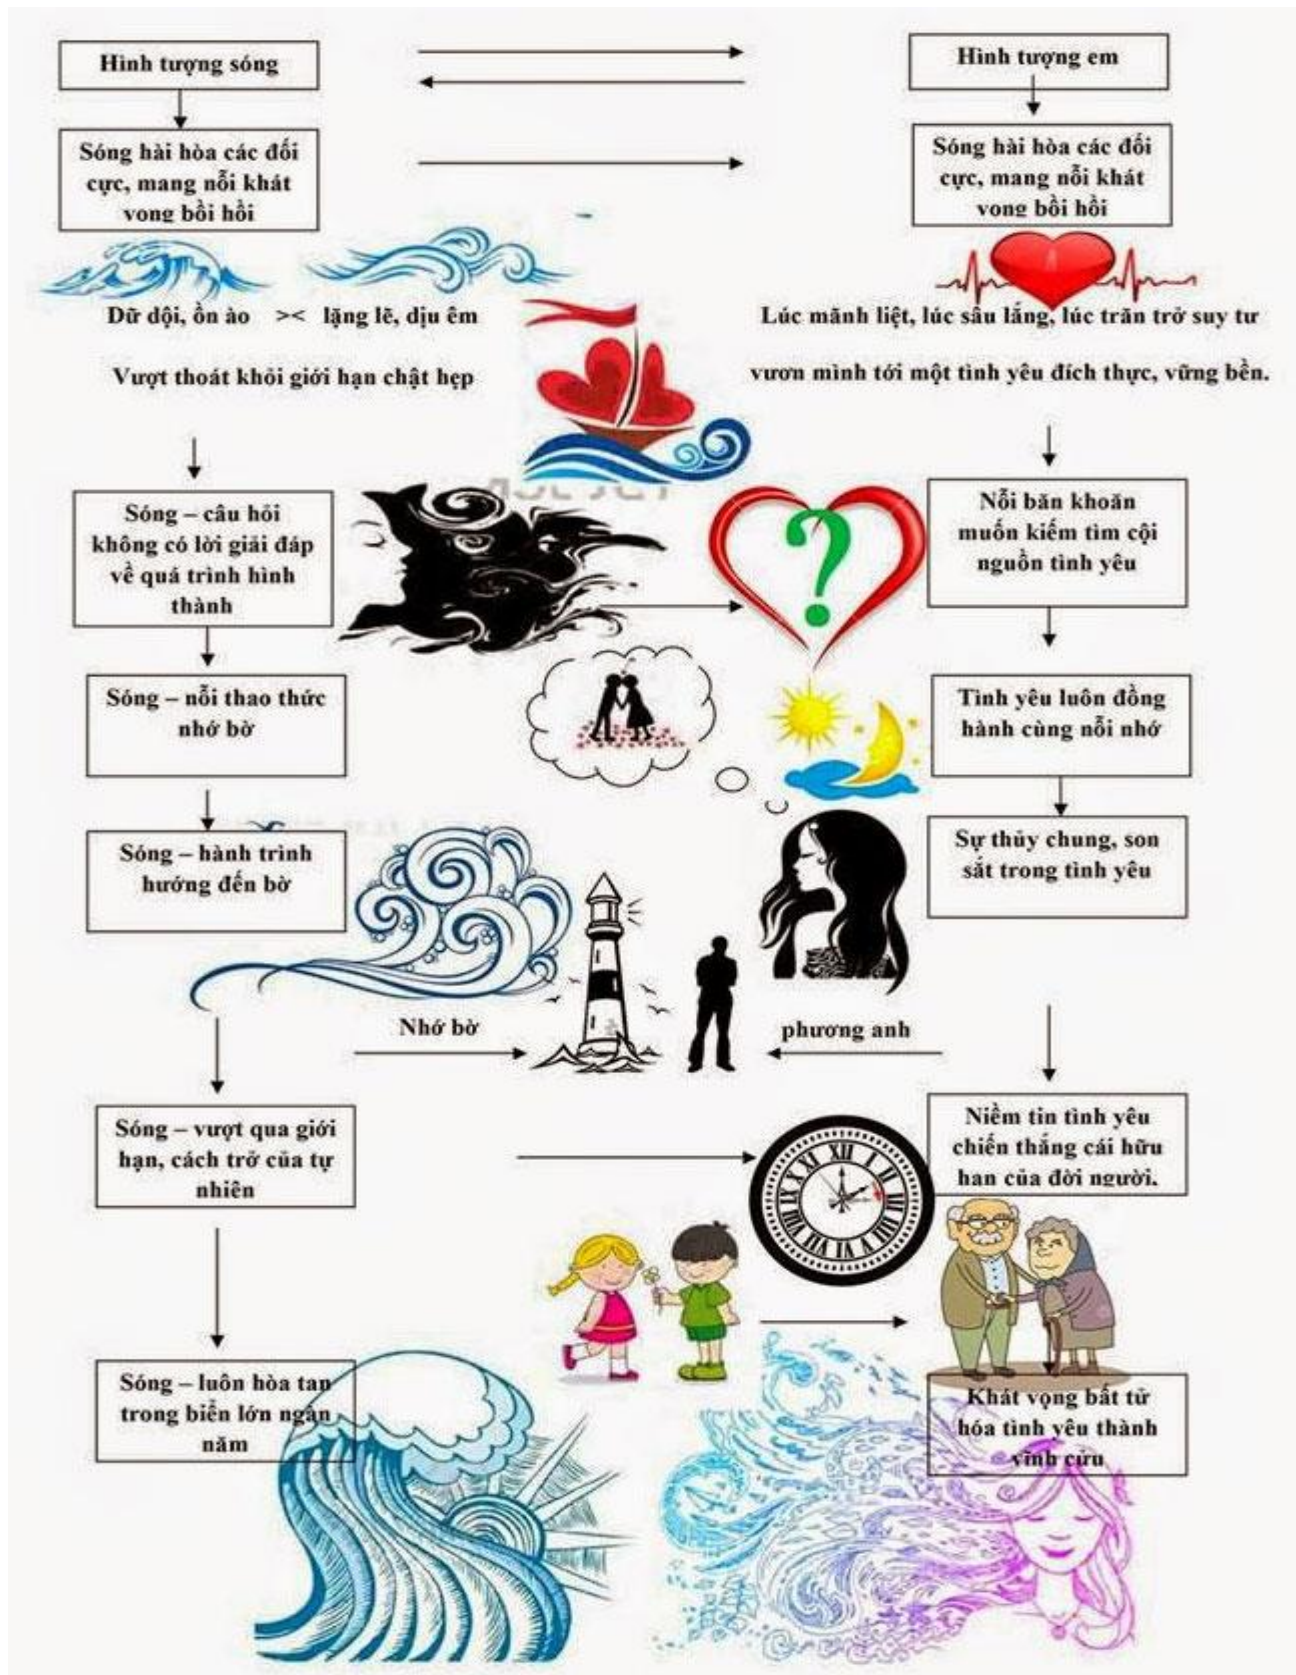 Hình tượng sóng
Hình tượng em
Sóng hài hòa các đối
cực, mang nỗi khát
vong bồi hồi
Sóng hài hòa các đối
cực, mang nỗi khát
vong bồi hồi
Dữ dội, ồn ào >< lặng lẽ, dịu êm
Lúc mãnh liệt, lúc sâu lắng, lúc trăn trở suy tư
Vượt thoát khỏi giới hạn chật hẹp
vươn mình tới một tình yêu đích thực, vững bền.
Sóng – câu hỏi
không có lời giải đáp
về quá trình hình
thành
?
Nỗi băn khoăn
muốn kiếm tìm cội
nguồn tình yêu
Sóng – nỗi thao thức
nhớ bờ
Tình yêu luôn đồng
hành cùng nỗi nhớ
Sóng – hành trình
hướng đến bờ
Sự thủy chung, son
sắt trong tình yêu
Nhớ bờ
phương anh
Sóng – vượt qua giới
hạn, cách trở của tự
nhiên
Niềm tin tình yêu
chiến thắng cái hữu
han của đời người.
Sóng – luôn hòa tan
trong biển lớn ngàn
năm
Khát vọng bất tử
hóa tình yêu thành
vĩnh cửu